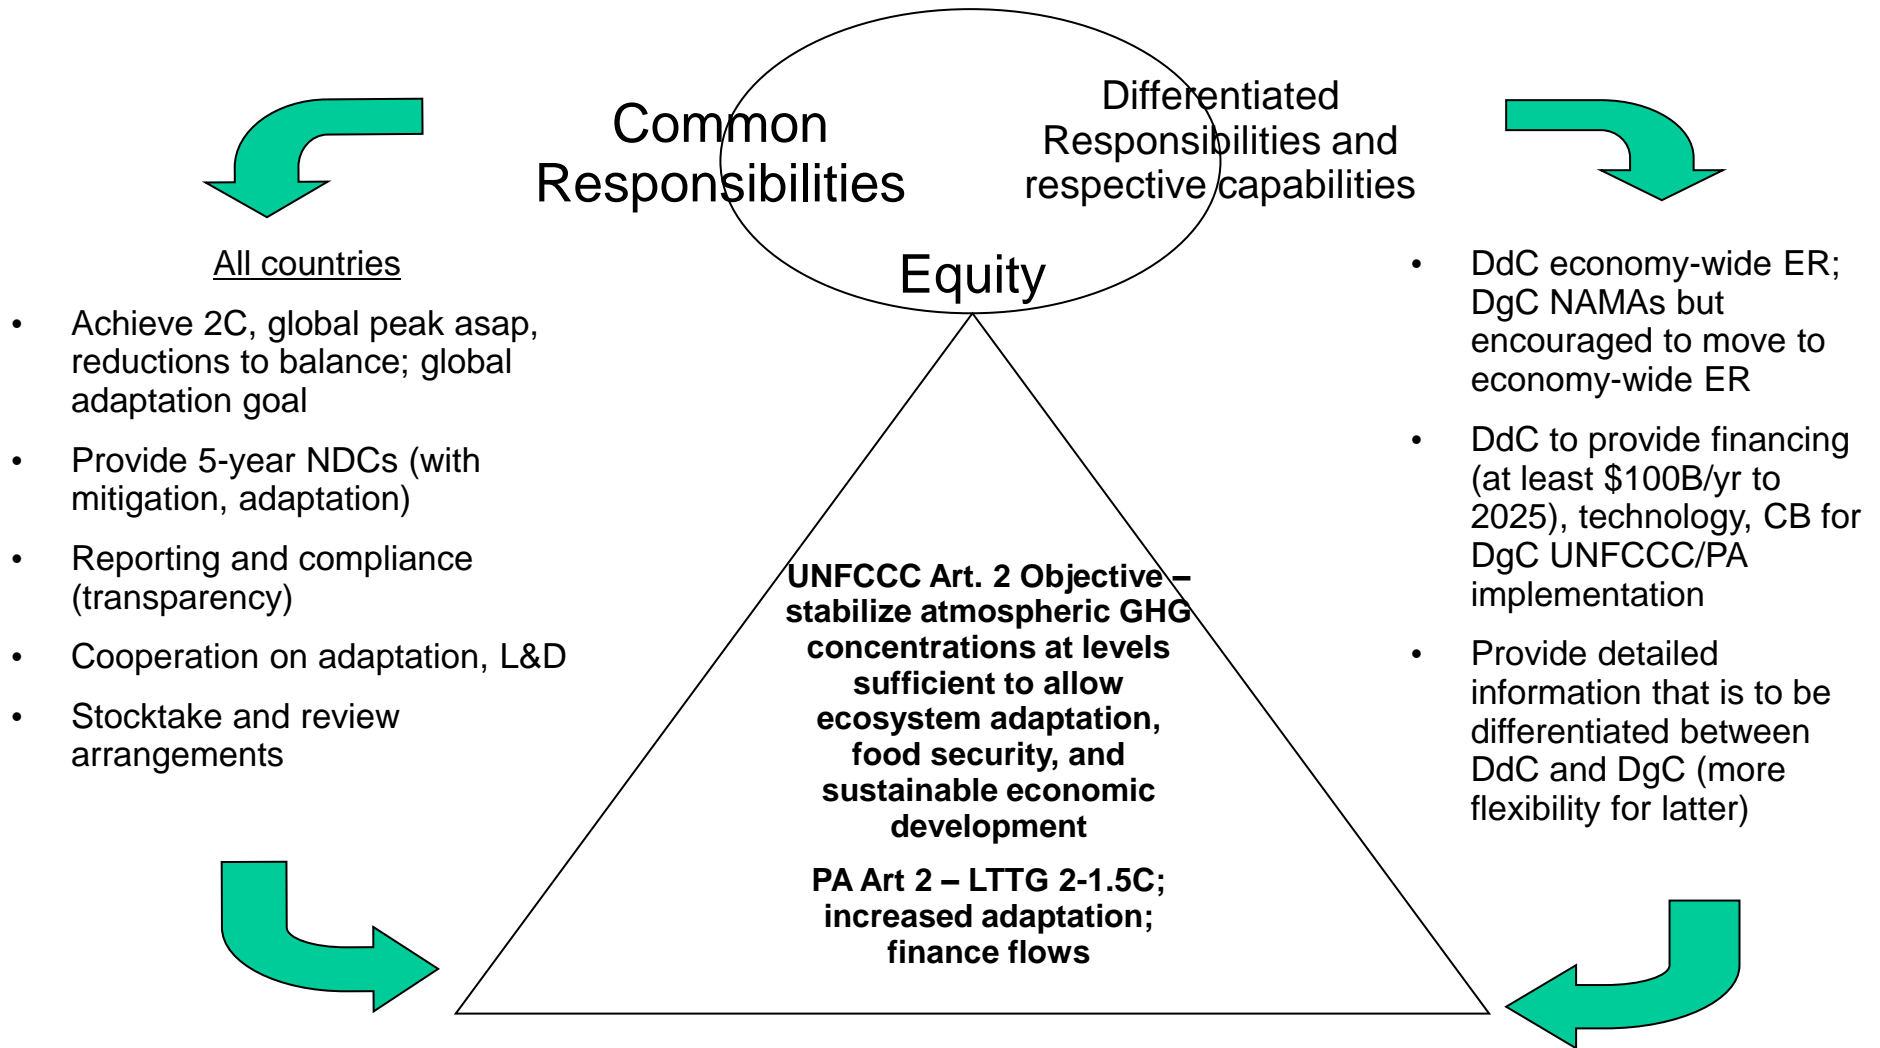 Common
Responsibilities
Differentiated
Responsibilities and
respective capabilities
Equity
All countries
• Achieve 2C, global peak asap,
reductions to balance; global
adaptation goal
• Provide 5-year NDCs (with
mitigation, adaptation)
• Reporting and compliance
(transparency)
• Cooperation on adaptation, L&D
• Stocktake and review
arrangements
UNFCCC Art. 2 Objective –
stabilize atmospheric GHG
concentrations at levels
sufficient to allow
ecosystem adaptation,
food security, and
sustainable economic
development
PA Art 2 – LTTG 2-1.5C;
increased adaptation;
finance flows
• DdC economy-wide ER;
DgC NAMAs but
encouraged to move to
economy-wide ER
• DdC to provide financing
(at least $100B/yr to
2025), technology, CB for
DgC UNFCCC/PA
implementation
• Provide detailed
information that is to be
differentiated between
DdC and DgC (more
flexibility for latter)